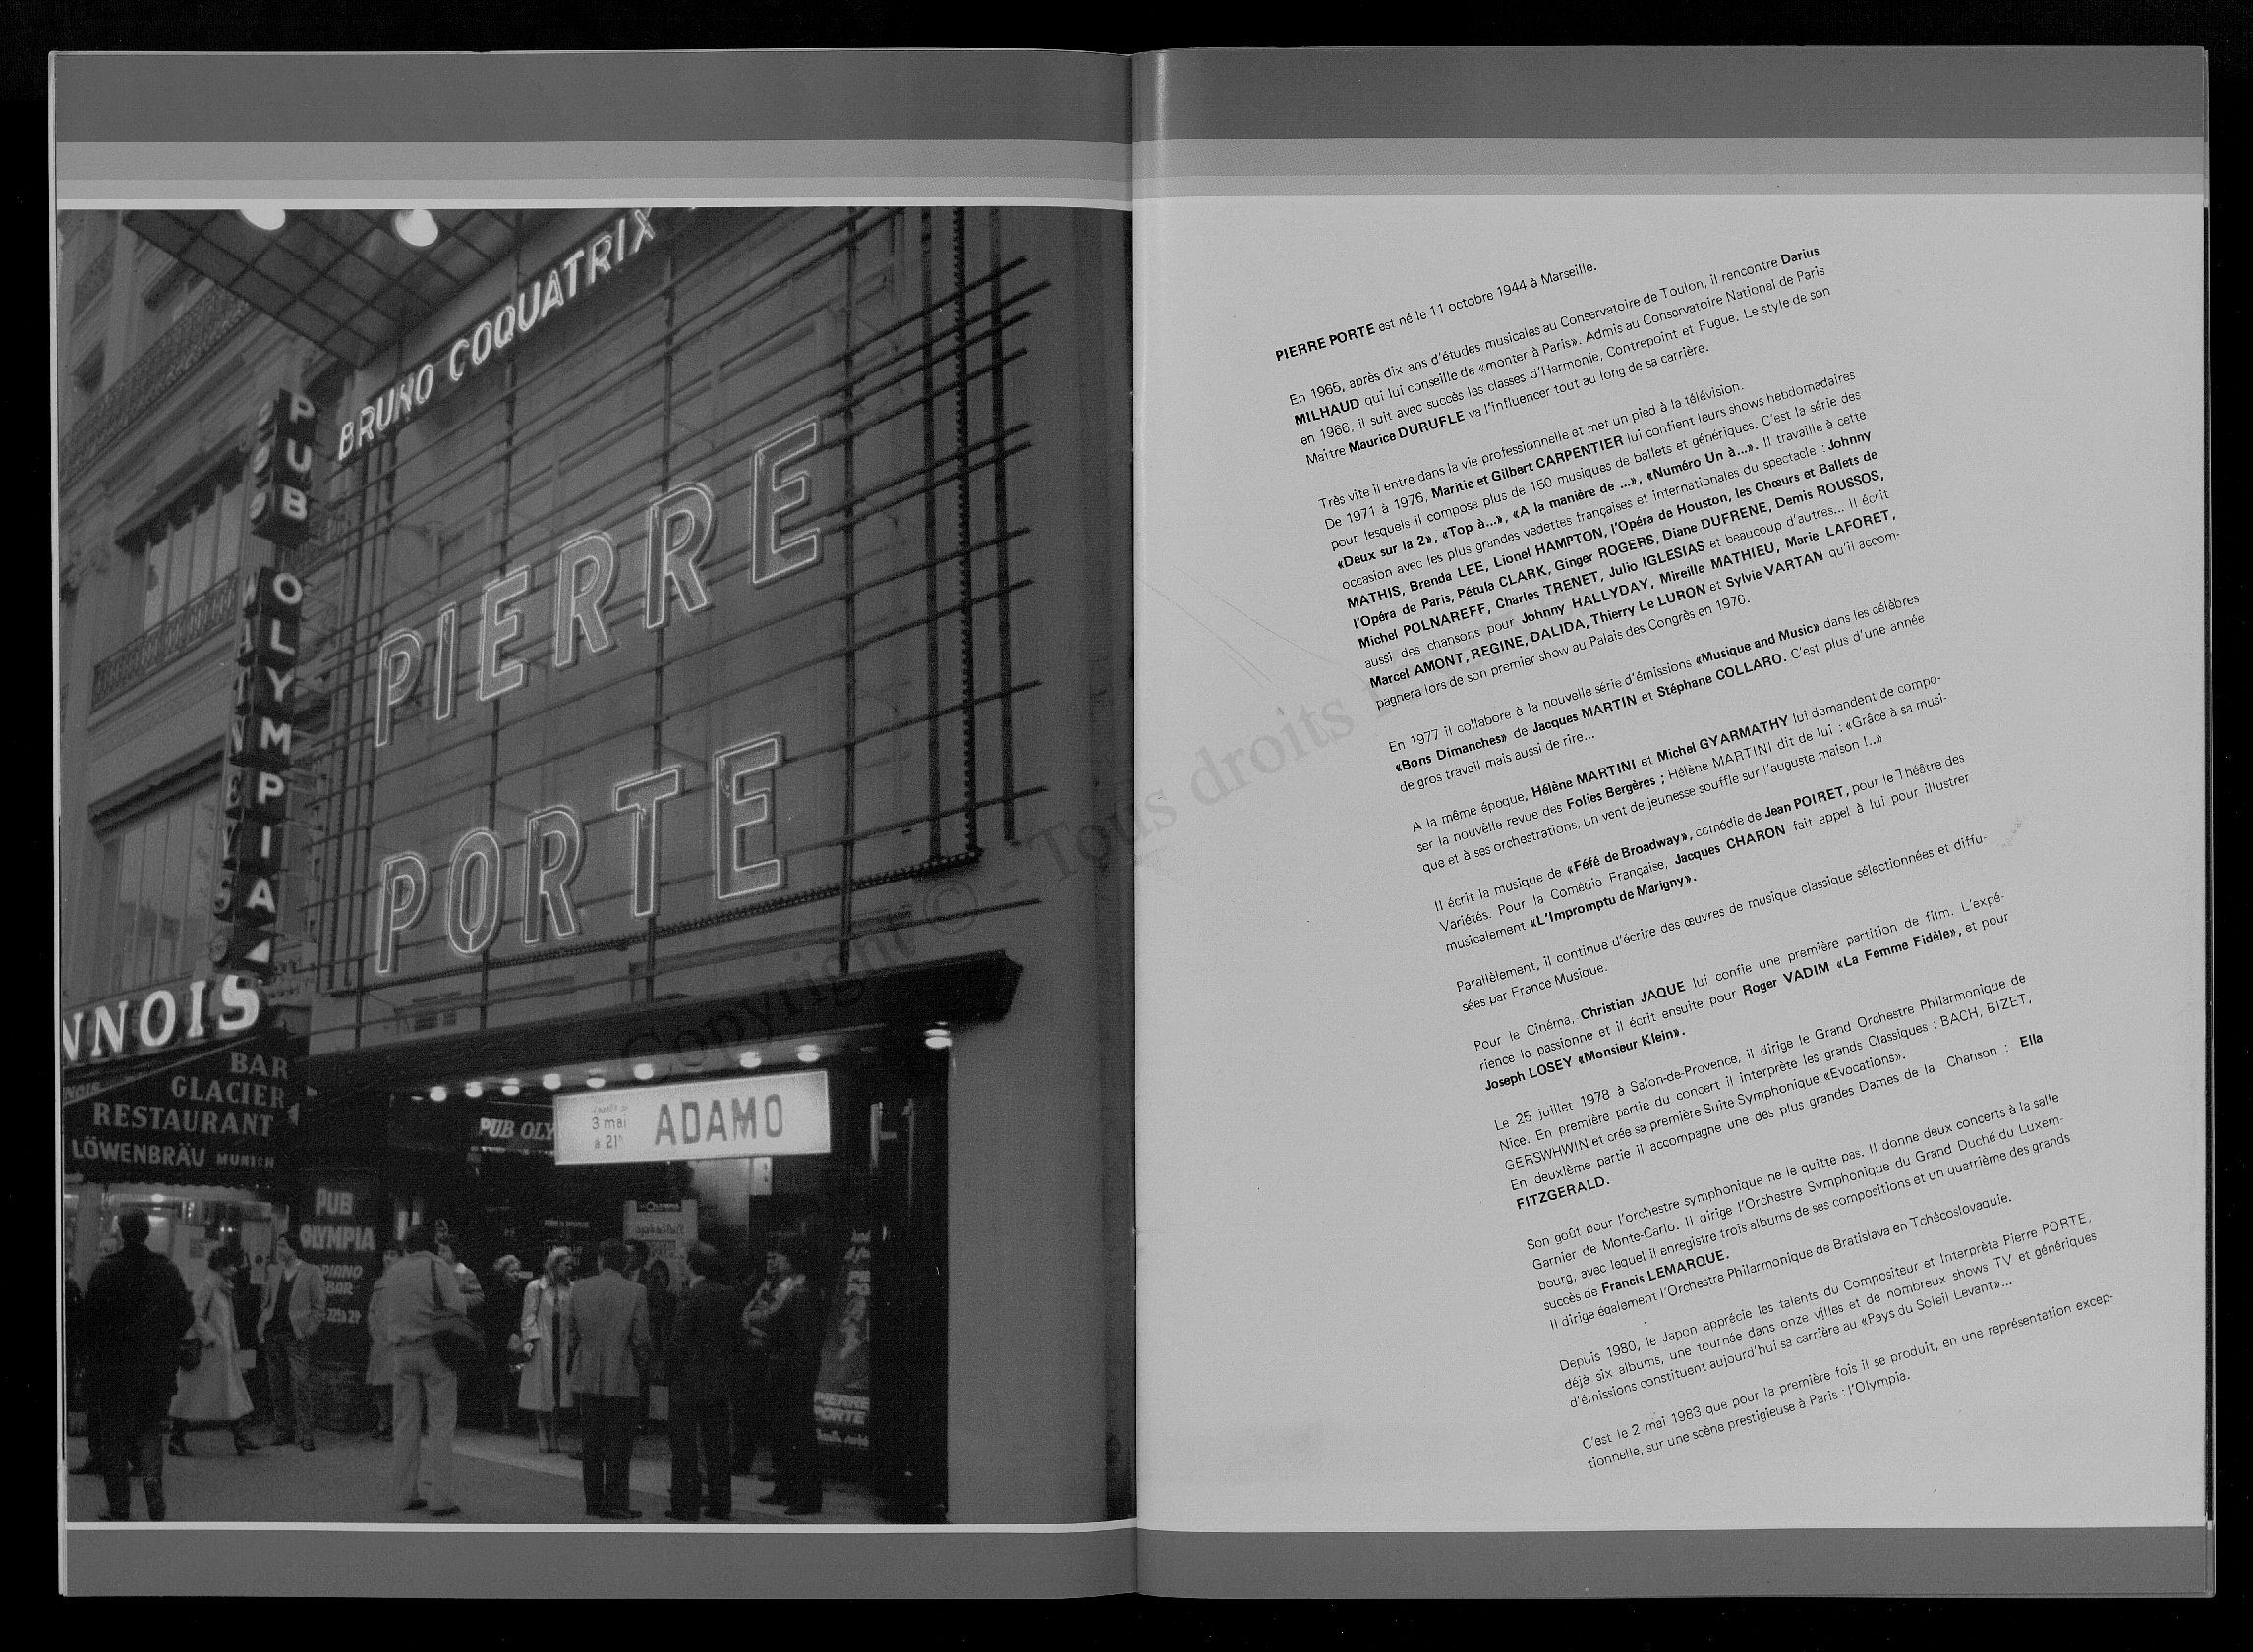 BRUNO COQUATRIX
PIERRE
PORTE
PUB OLYMPIA
NNOIS
BAR
GLACIER
RESTAURANT
LÖWENBRÄU MUNICH
PUB OLY
3 mai
à 21h
ADAMO
PUB
OLYMPIA
PIANO
BAR
PIERRE
PORTE
PIERRE PORTE est né le 11 octobre 1944 à Marseille.
En 1965, après dix ans d'études musicales au Conservatoire de Toulon, il rencontre Darius
MILHAUD qui lui conseille de «monter à Paris». Admis au Conservatoire National de Paris
en 1966, il suit avec succès les classes d'Harmonie, Contrepoint et Fugue. Le style de son
Maître Maurice DURUFLE va l'influencer tout au long de sa carrière.
Très vite il entre dans la vie professionnelle et met un pied à la télévision.
De 1971 à 1976, Maritie et Gilbert CARPENTIER lui confient leurs shows hebdomadaires
pour lesquels il compose plus de 150 musiques de ballets et génériques. C'est la série des
«Deux sur la 2», «Top à...», «A la manière de ...», «Numéro Un à...». Il travaille à cette
occasion avec les plus grandes vedettes françaises et internationales du spectacle : Johnny
MATHIS, Brenda LEE, Lionel HAMPTON, l'Opéra de Houston, les Chœurs et Ballets de
l'Opéra de Paris, Pétula CLARK, Ginger ROGERS, Diane DUFRENE, Demis ROUSSOS,
Michel POLNAREFF, Charles TRENET, Julio IGLESIAS et beaucoup d'autres... Il écrit
aussi des chansons pour Johnny HALLYDAY, Mireille MATHIEU, Marie LAFORET,
Marcel AMONT, REGINE, DALIDA, Thierry Le LURON et Sylvie VARTAN qu'il accom-
pagnera lors de son premier show au Palais des Congrès en 1976.
En 1977 il collabore à la nouvelle série d'émissions «Musique and Music» dans les célèbres
«Bons Dimanches» de Jacques MARTIN et Stéphane COLLARO. C'est plus d'une année
de gros travail mais aussi de rire...
A la même époque, Hélène MARTINI et Michel GYARMATHY lui demandent de compo-
ser la nouvelle revue des Folies Bergères ; Hélène MARTINI dit de lui : «Grâce à sa musi-
que et à ses orchestrations, un vent de jeunesse souffle sur l'auguste maison !..»
Il écrit la musique de «Féfé de Broadway», comédie de Jean POIRET, pour le Théâtre des
Variétés. Pour la Comédie Française, Jacques CHARON fait appel à lui pour illustrer
musicalement «L'Impromptu de Marigny».
Parallèlement, il continue d'écrire des œuvres de musique classique sélectionnées et diffu-
sées par France Musique.
Pour le Cinéma, Christian JAQUE lui confie une première partition de film. L'expé-
rience le passionne et il écrit ensuite pour Roger VADIM «La Femme Fidèle», et pour
Joseph LOSEY «Monsieur Klein».
Le 25 juillet 1978 à Salon-de-Provence, il dirige le Grand Orchestre Philarmonique de
Nice. En première partie du concert il interprète les grands Classiques : BACH, BIZET,
GERSWHWIN et crée sa première Suite Symphonique «Evocations».
En deuxième partie il accompagne une des plus grandes Dames de la Chanson : Ella
FITZGERALD.
Son goût pour l'orchestre symphonique ne le quitte pas. Il donne deux concerts à la salle
Garnier de Monte-Carlo. Il dirige l'Orchestre Symphonique du Grand Duché du Luxem-
bourg, avec lequel il enregistre trois albums de ses compositions et un quatrième des grands
succès de Francis LEMARQUE.
Il dirige également l'Orchestre Philarmonique de Bratislava en Tchécoslovaquie.
Depuis 1980, le Japon apprécie les talents du Compositeur et Interprète Pierre PORTE,
déjà six albums, une tournée dans onze villes et de nombreux shows TV et génériques
d'émissions constituent aujourd'hui sa carrière au «Pays du Soleil Levant»...
C'est le 2 mai 1983 que pour la première fois il se produit, en une représentation excep-
tionnelle, sur une scène prestigieuse à Paris : l'Olympia.
Copyright © - Tous droits